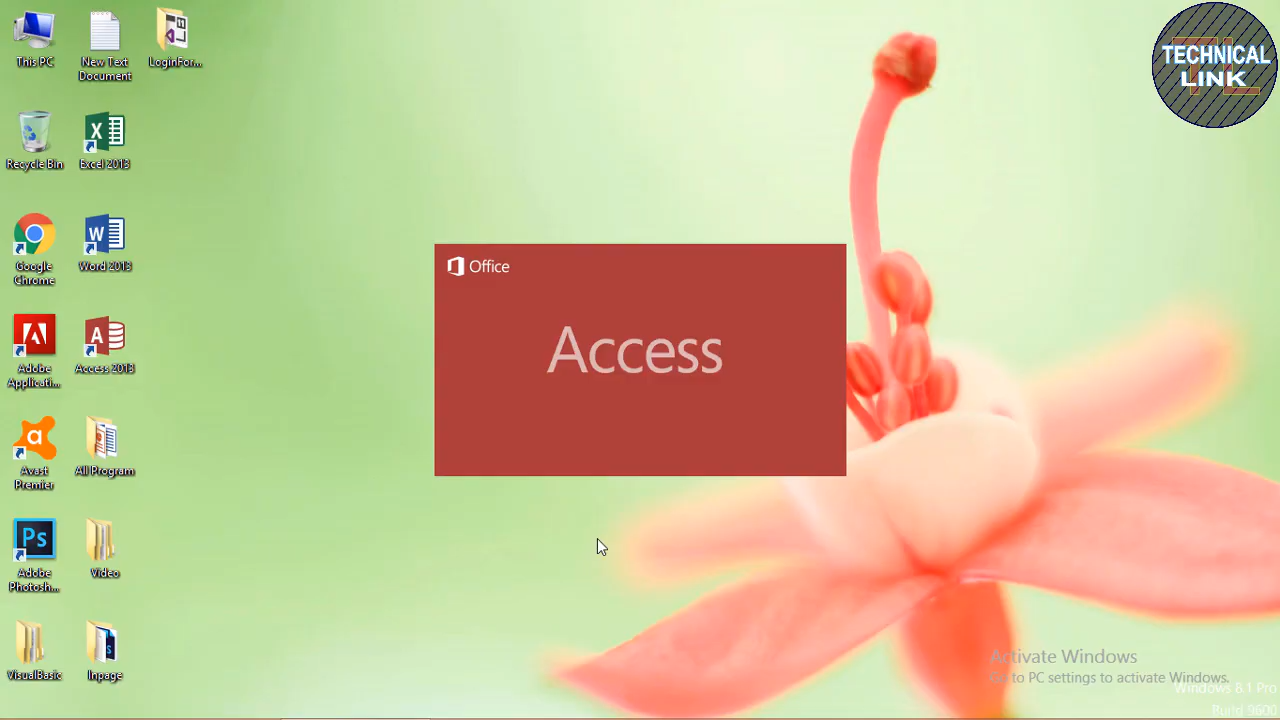 This PC
New Text
Document
LoginFor...
Recycle Bin
Excel 2013
Google
Chrome
Word 2013
Adobe
Applicati...
Access 2013
Avast
Premier
All Program
Adobe
Photosh...
Video
VisualBasic
Inpage
Office
Access
TECHNICAL
LINK
Activate Windows
Go to PC settings to activate Windows.
Windows 8.1 Pro
Build 9600